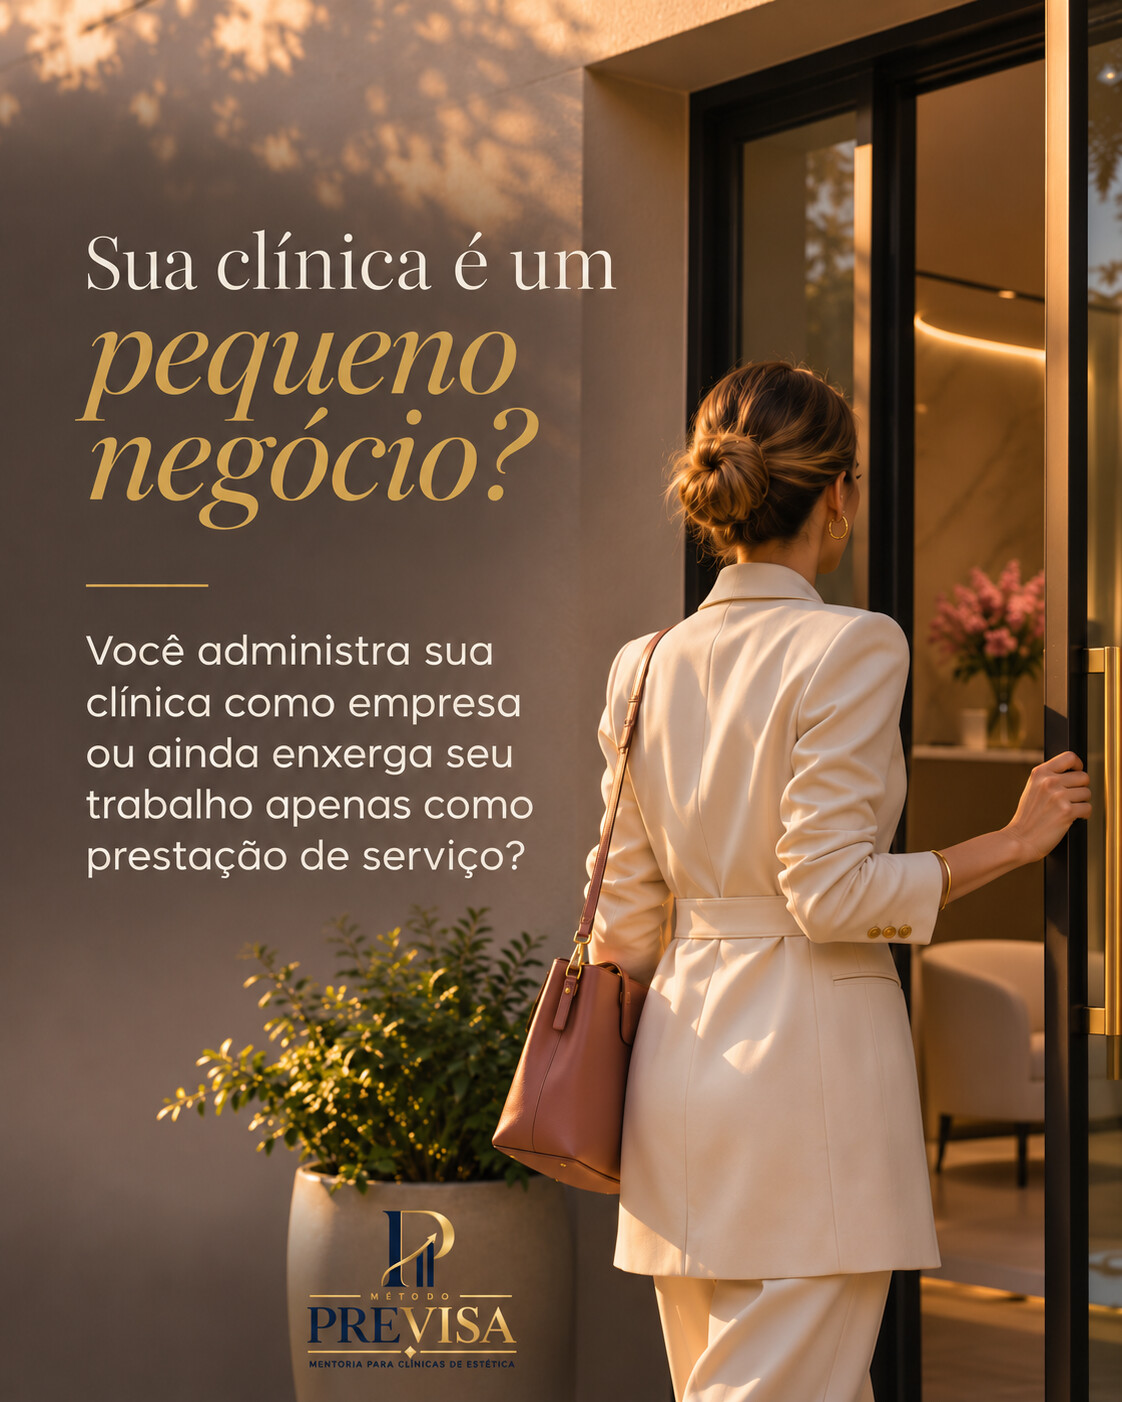 Sua clínica é um
pequeno
negócio?
Você administra sua
clínica como empresa
ou ainda enxerga seu
trabalho apenas como
prestação de serviço?
MÉTODO
PREVISA
MENTORIA PARA CLÍNICAS DE ESTÉTICA